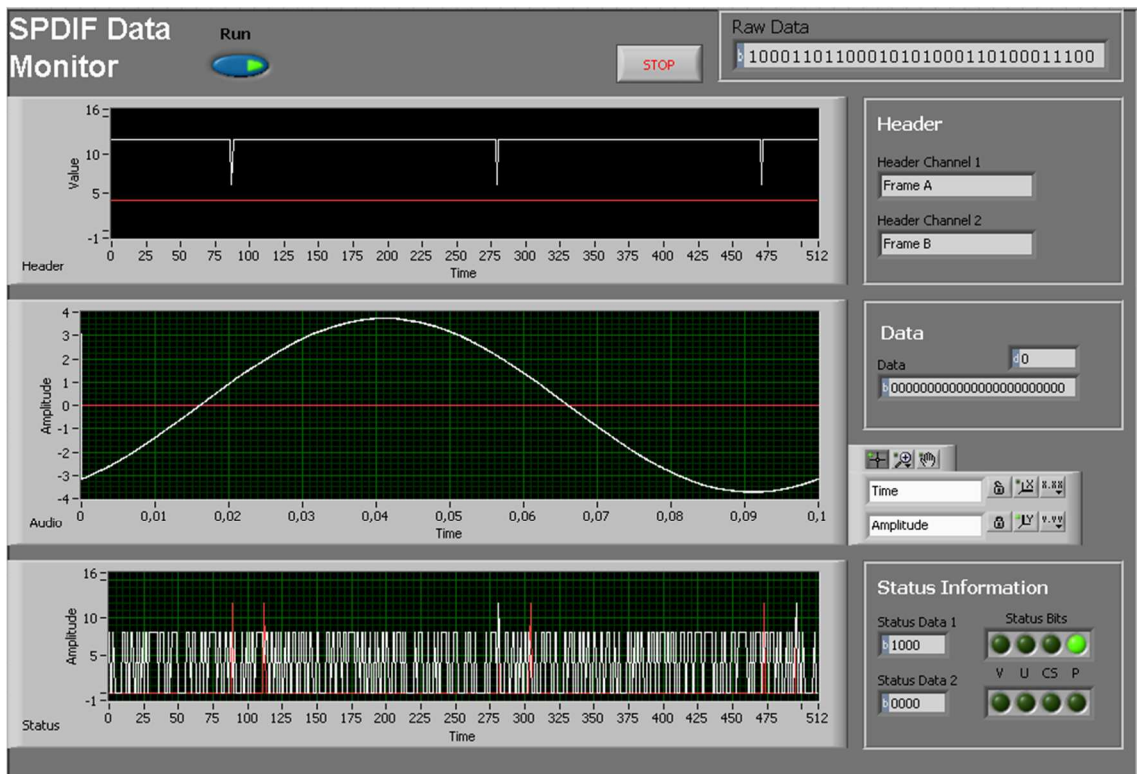 SPDIF Data
Monitor
Run
STOP
Raw Data
b 10001101100010101000110100011100
16
10
5
-1
Value
0 25 50 75 100 125 150 175 200 225 250 275 300 325 350 375 400 425 450 475 512
Time
Header
Header
Header Channel 1
Frame A
Header Channel 2
Frame B
4
3
2
1
0
-1
-2
-3
-4
Amplitude
0 0,01 0,02 0,03 0,04 0,05 0,06 0,07 0,08 0,09 0,1
Time
Audio
Data
d 0
Data
b 000000000000000000000000
Time
X
X.XX
Amplitude
Y
Y.YY
16
10
5
-1
Amplitude
0 25 50 75 100 125 150 175 200 225 250 275 300 325 350 375 400 425 450 475 512
Time
Status
Status Information
Status Data 1
b 1000
Status Bits
V U CS P
Status Data 2
b 0000